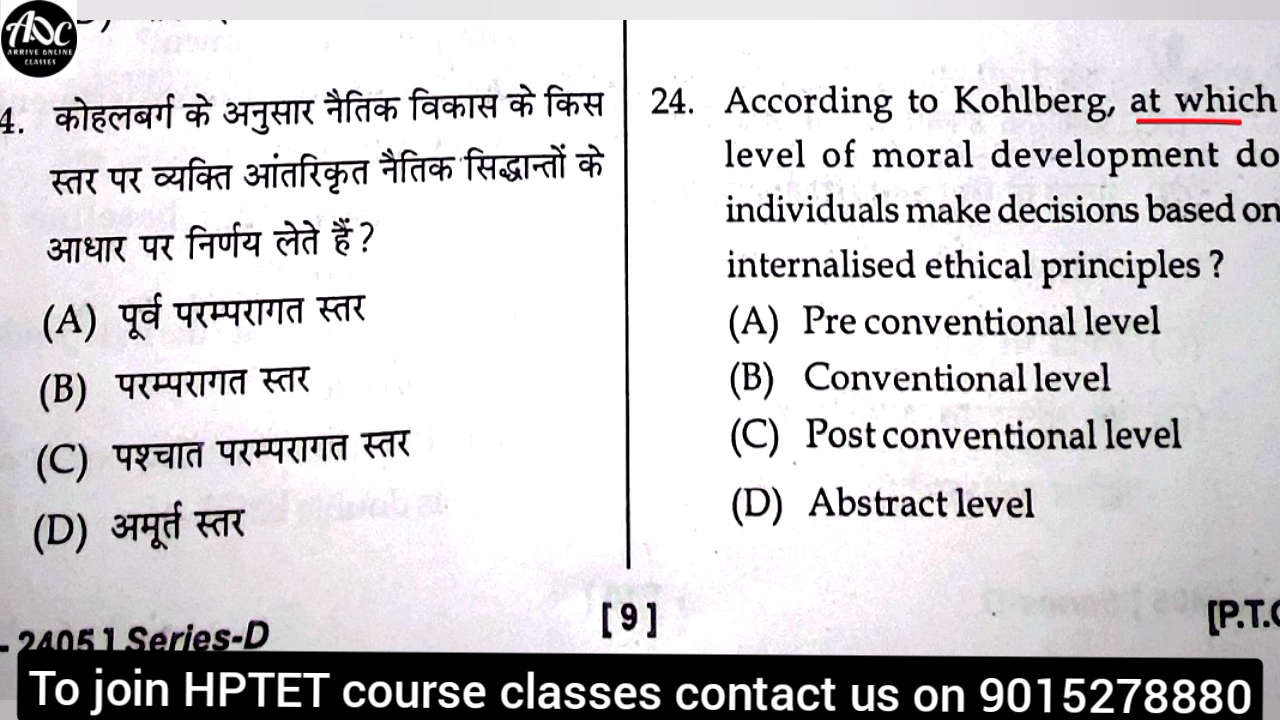 ARRIVE ONLINE
CLASSES
4. कोहलबर्ग के अनुसार नैतिक विकास के किस
स्तर पर व्यक्ति आंतरिकृत नैतिक सिद्धान्तों के
आधार पर निर्णय लेते हैं ?
(A) पूर्व परम्परागत स्तर
(B) परम्परागत स्तर
(C) पश्चात परम्परागत स्तर
(D) अमूर्त स्तर
24. According to Kohlberg, at which
level of moral development do
individuals make decisions based on
internalised ethical principles ?
(A) Pre conventional level
(B) Conventional level
(C) Post conventional level
(D) Abstract level
- 2405 ] Series-D
[ 9 ]
[P.T.
To join HPTET course classes contact us on 9015278880